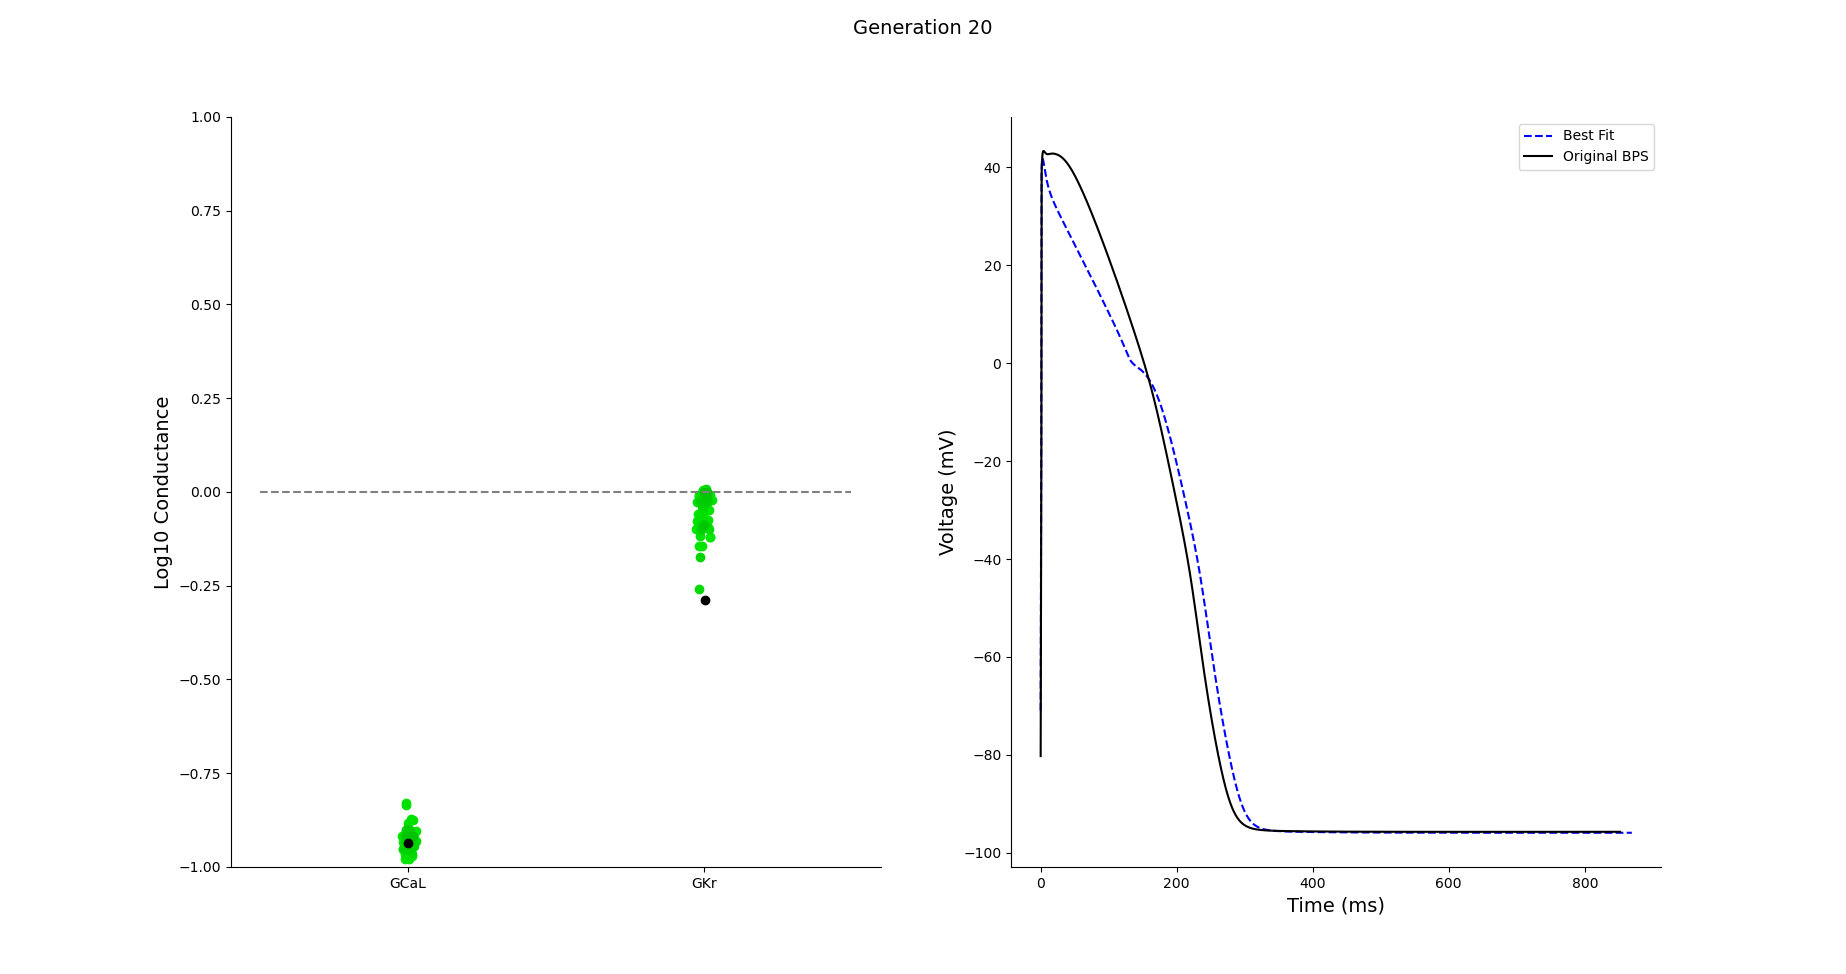 Generation 20
1.00
0.75
0.50
0.25
0.00
−0.25
−0.50
−0.75
−1.00
Log10 Conductance
GCaL
GKr
40
20
0
−20
−40
−60
−80
−100
Voltage (mV)
0
200
400
600
800
Time (ms)
Best Fit
Original BPS